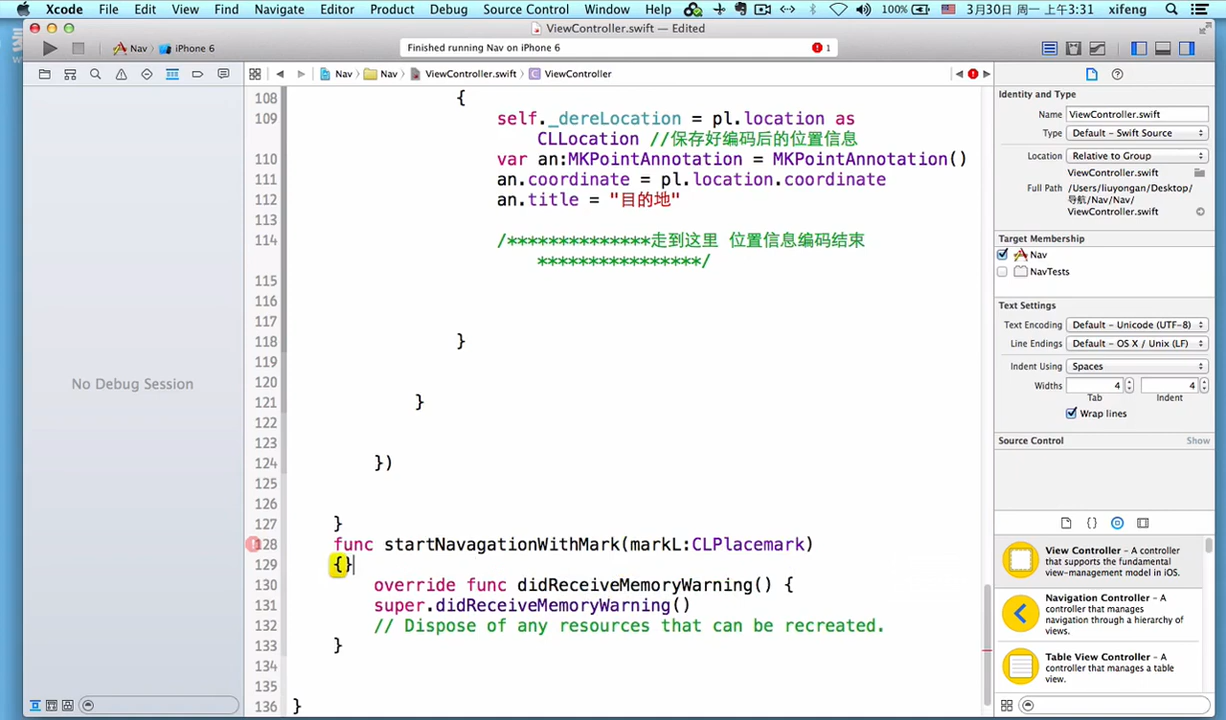 Xcode File Edit View Find Navigate Editor Product Debug Source Control Window Help 100% 3月30日 周一 上午3:31 xifeng
ViewController.swift — Edited
Nav iPhone 6 Finished running Nav on iPhone 6 1
Nav Nav ViewController.swift ViewController
Identity and Type
Name ViewController.swift
Type Default - Swift Source
Location Relative to Group
ViewController.swift
Full Path /Users/liuyongan/Desktop/
导航/Nav/Nav/
ViewController.swift
Target Membership
Nav
NavTests
Text Settings
Text Encoding Default - Unicode (UTF-8)
Line Endings Default - OS X / Unix (LF)
Indent Using Spaces
Widths 4 4
Tab Indent
Wrap lines
Source Control Show
No Debug Session
108 {
109 self._dereLocation = pl.location as
CLLocation //保存好编码后的位置信息
110 var an:MKPointAnnotation = MKPointAnnotation()
111 an.coordinate = pl.location.coordinate
112 an.title = "目的地"
113
114 /**************走到这里 位置信息编码结束
****************/
115
116
117
118 }
119
120
121 }
122
123
124 })
125
126
127 }
128 func startNavagationWithMark(markL:CLPlacemark)
129 {}
130 override func didReceiveMemoryWarning() {
131 super.didReceiveMemoryWarning()
132 // Dispose of any resources that can be recreated.
133 }
134
135
136 }
View Controller - A controller
that supports the fundamental
view-management model in iOS.
Navigation Controller - A
controller that manages
navigation through a hierarchy of
views.
Table View Controller - A
controller that manages a table
view.